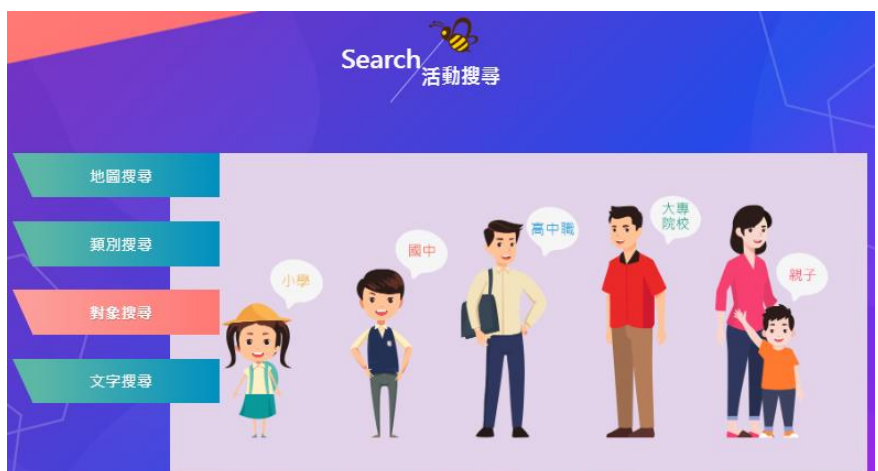 Search
活動搜尋
地圖搜尋
類別搜尋
對象搜尋
文字搜尋
小學
國中
高中職
大專
院校
親子